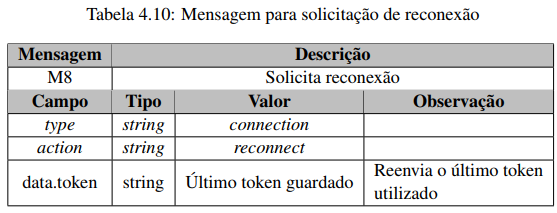 Tabela 4.10: Mensagem para solicitação de reconexão
Mensagem Descrição
M8 Solicita reconexão
Campo Tipo Valor Observação
type string connection
action string reconnect
data.token string Último token guardado Reenvia o último token
utilizado